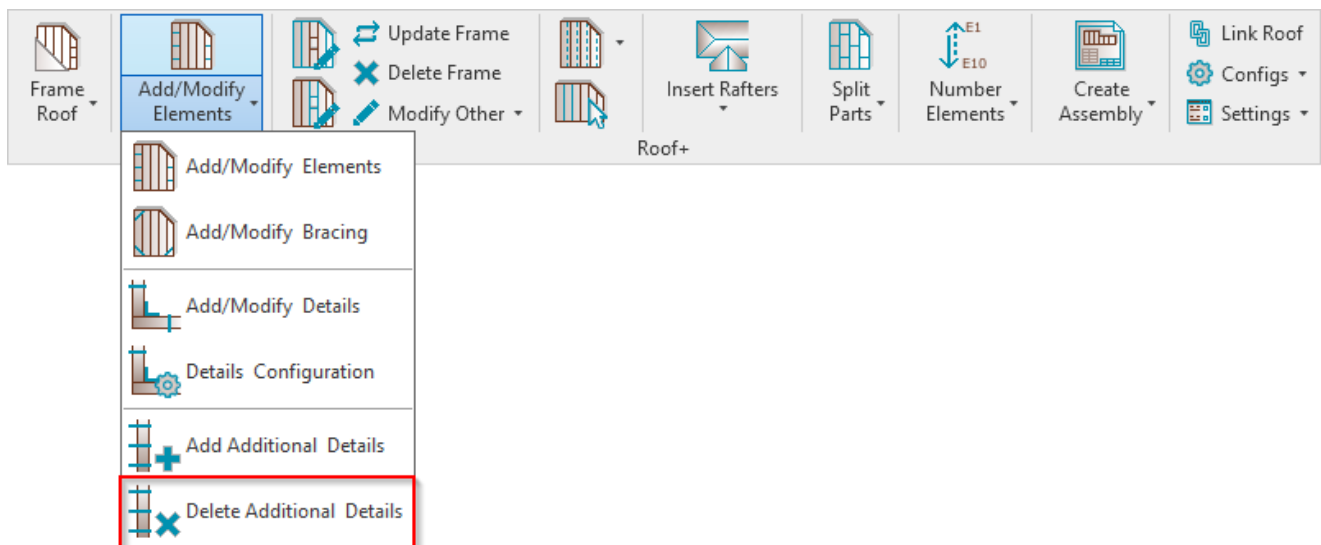 Frame
Roof
Add/Modify
Elements
Update Frame
Delete Frame
Modify Other
Insert Rafters
Split
Parts
E1
E10
Number
Elements
Create
Assembly
Link Roof
Configs
Settings
Roof+
Add/Modify Elements
Add/Modify Bracing
Add/Modify Details
Details Configuration
Add Additional Details
Delete Additional Details